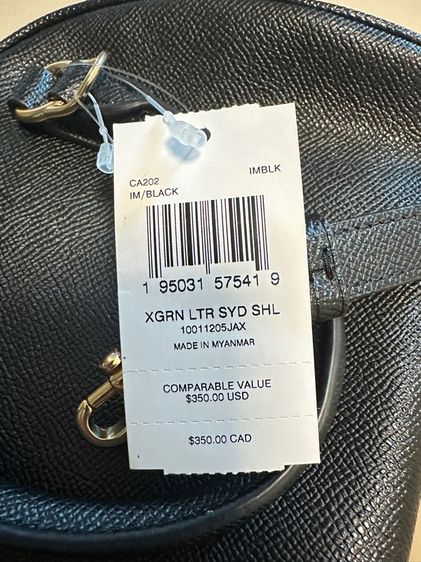 CA202
IM/BLACK IMBLK
1 95031 57541 9
XGRN LTR SYD SHL
10011205JAX
MADE IN MYANMAR
COMPARABLE VALUE
$350.00 USD
$350.00 CAD